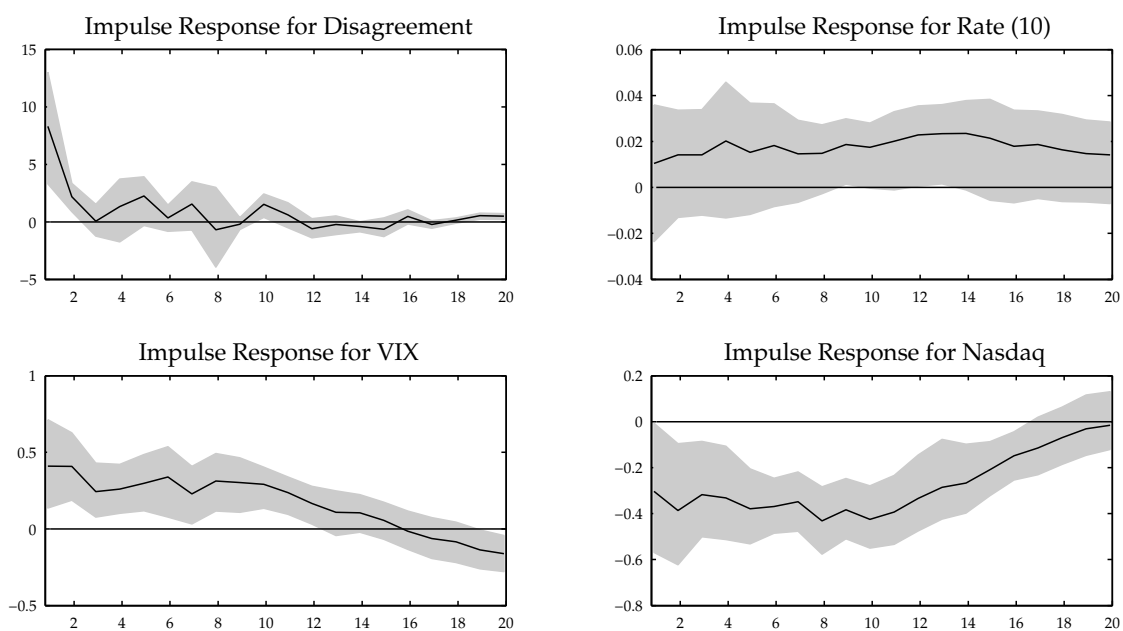 Impulse Response for Disagreement
15
10
5
0
−5
2 4 6 8 10 12 14 16 18 20
Impulse Response for Rate (10)
0.06
0.04
0.02
0
−0.02
−0.04
2 4 6 8 10 12 14 16 18 20
Impulse Response for VIX
1
0.5
0
−0.5
2 4 6 8 10 12 14 16 18 20
Impulse Response for Nasdaq
0.2
0
−0.2
−0.4
−0.6
−0.8
2 4 6 8 10 12 14 16 18 20